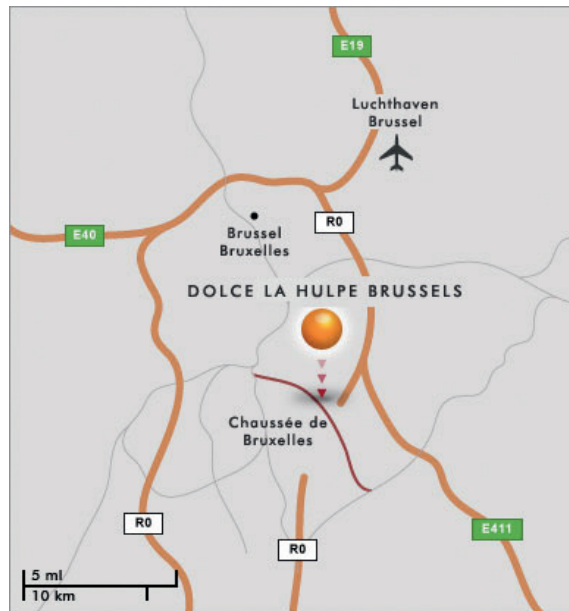 E19
Luchthaven
Brussel
R0
E40
Brussel
Bruxelles
DOLCE LA HULPE BRUSSELS
Chaussée de
Bruxelles
R0
R0
E411
5 mi
10 km